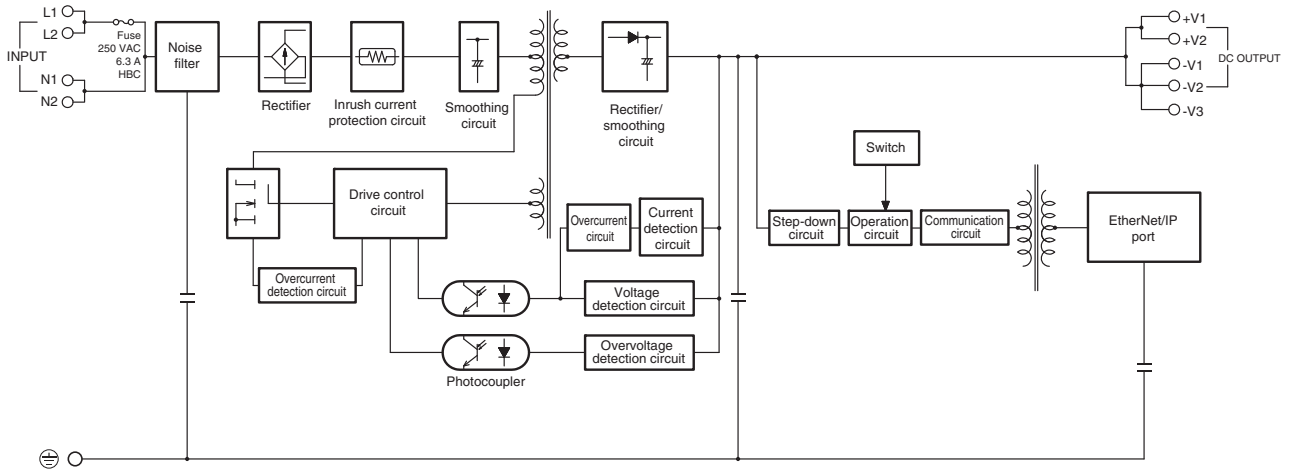 L1
L2
INPUT
N1
N2
Fuse
250 VAC
6.3 A
HBC
Noise
filter
Rectifier
Inrush current
protection circuit
Smoothing
circuit
Rectifier/
smoothing
circuit
+V1
+V2
-V1
-V2
-V3
DC OUTPUT
Drive control
circuit
Overcurrent
detection circuit
Overcurrent
circuit
Current
detection
circuit
Voltage
detection circuit
Overvoltage
detection circuit
Photocoupler
Switch
Step-down
circuit
Operation
circuit
Communication
circuit
EtherNet/IP
port